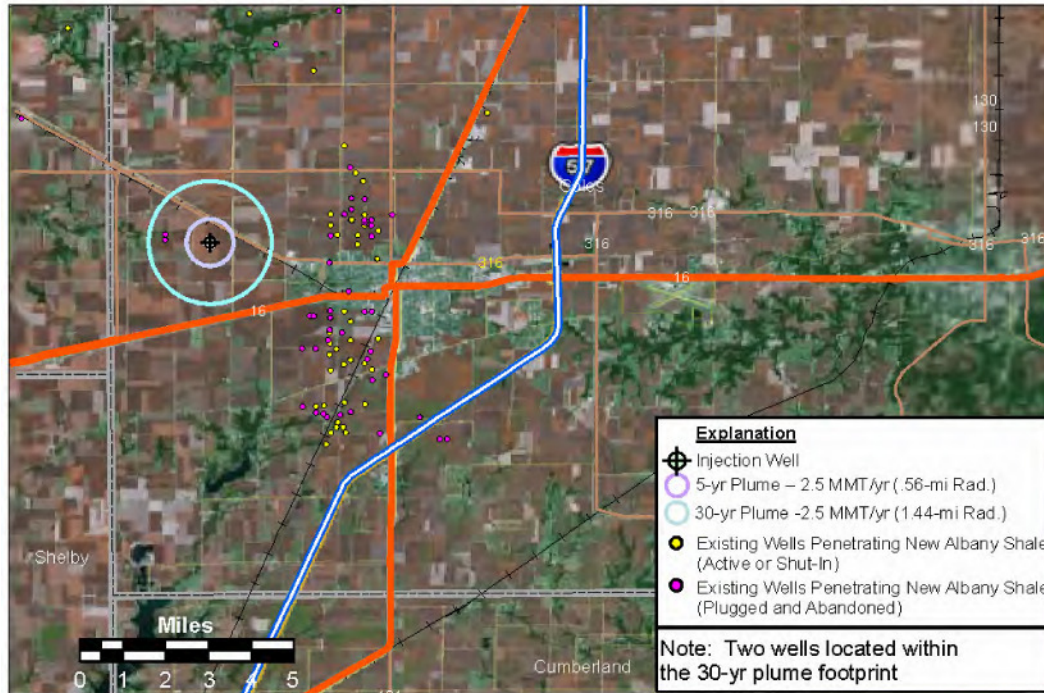 130
130
57
Coles
316
316
316
316
316
316
16
16
Shelby
Miles
0 1 2 3 4 5
Cumberland
Explanation
Injection Well
5-yr Plume – 2.5 MMT/yr (.56-mi Rad.)
30-yr Plume -2.5 MMT/yr (1.44-mi Rad.)
Existing Wells Penetrating New Albany Shale
(Active or Shut-In)
Existing Wells Penetrating New Albany Shale
(Plugged and Abandoned)
Note: Two wells located within
the 30-yr plume footprint